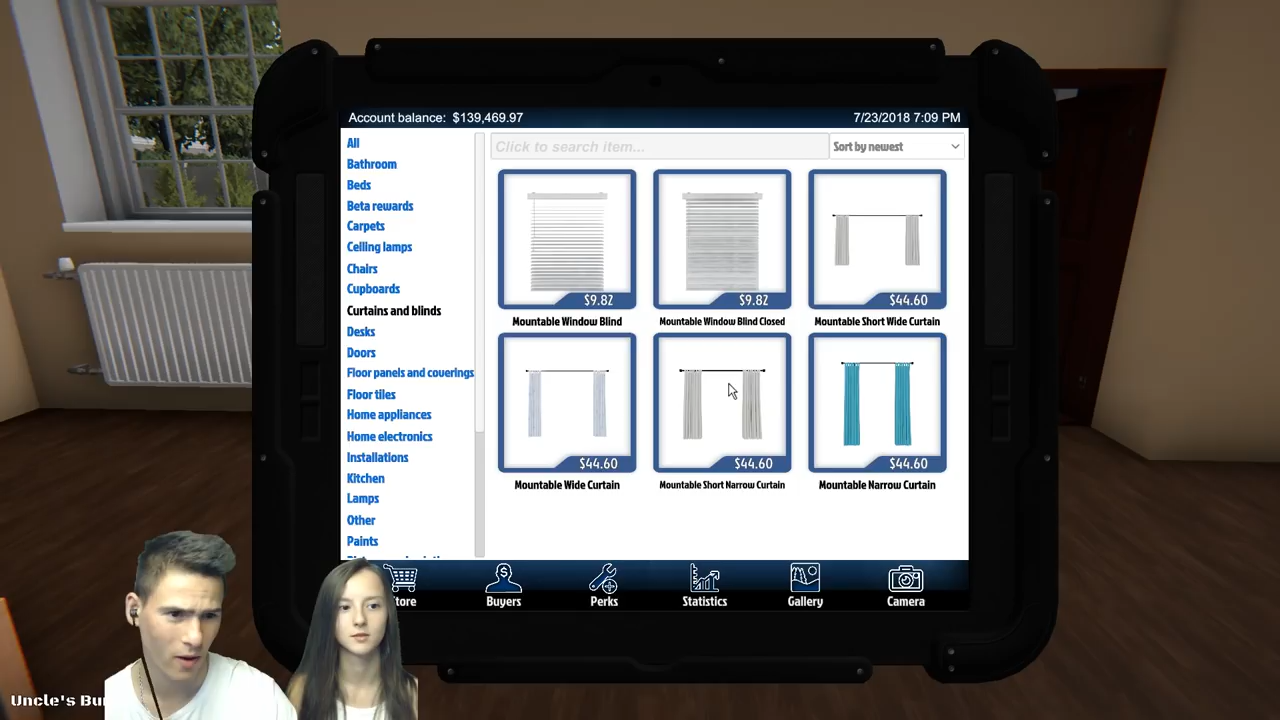 Account balance: $139,469.97
7/23/2018 7:09 PM
All
Bathroom
Beds
Beta rewards
Carpets
Ceiling lamps
Chairs
Cupboards
Curtains and blinds
Desks
Doors
Floor panels and coverings
Floor tiles
Home appliances
Home electronics
Installations
Kitchen
Lamps
Other
Paints
Click to search item...
Sort by newest
$9.82
$9.82
$44.60
Mountable Window Blind
Mountable Window Blind Closed
Mountable Short Wide Curtain
$44.60
$44.60
$44.60
Mountable Wide Curtain
Mountable Short Narrow Curtain
Mountable Narrow Curtain
Store
Buyers
Perks
Statistics
Gallery
Camera
Uncle's